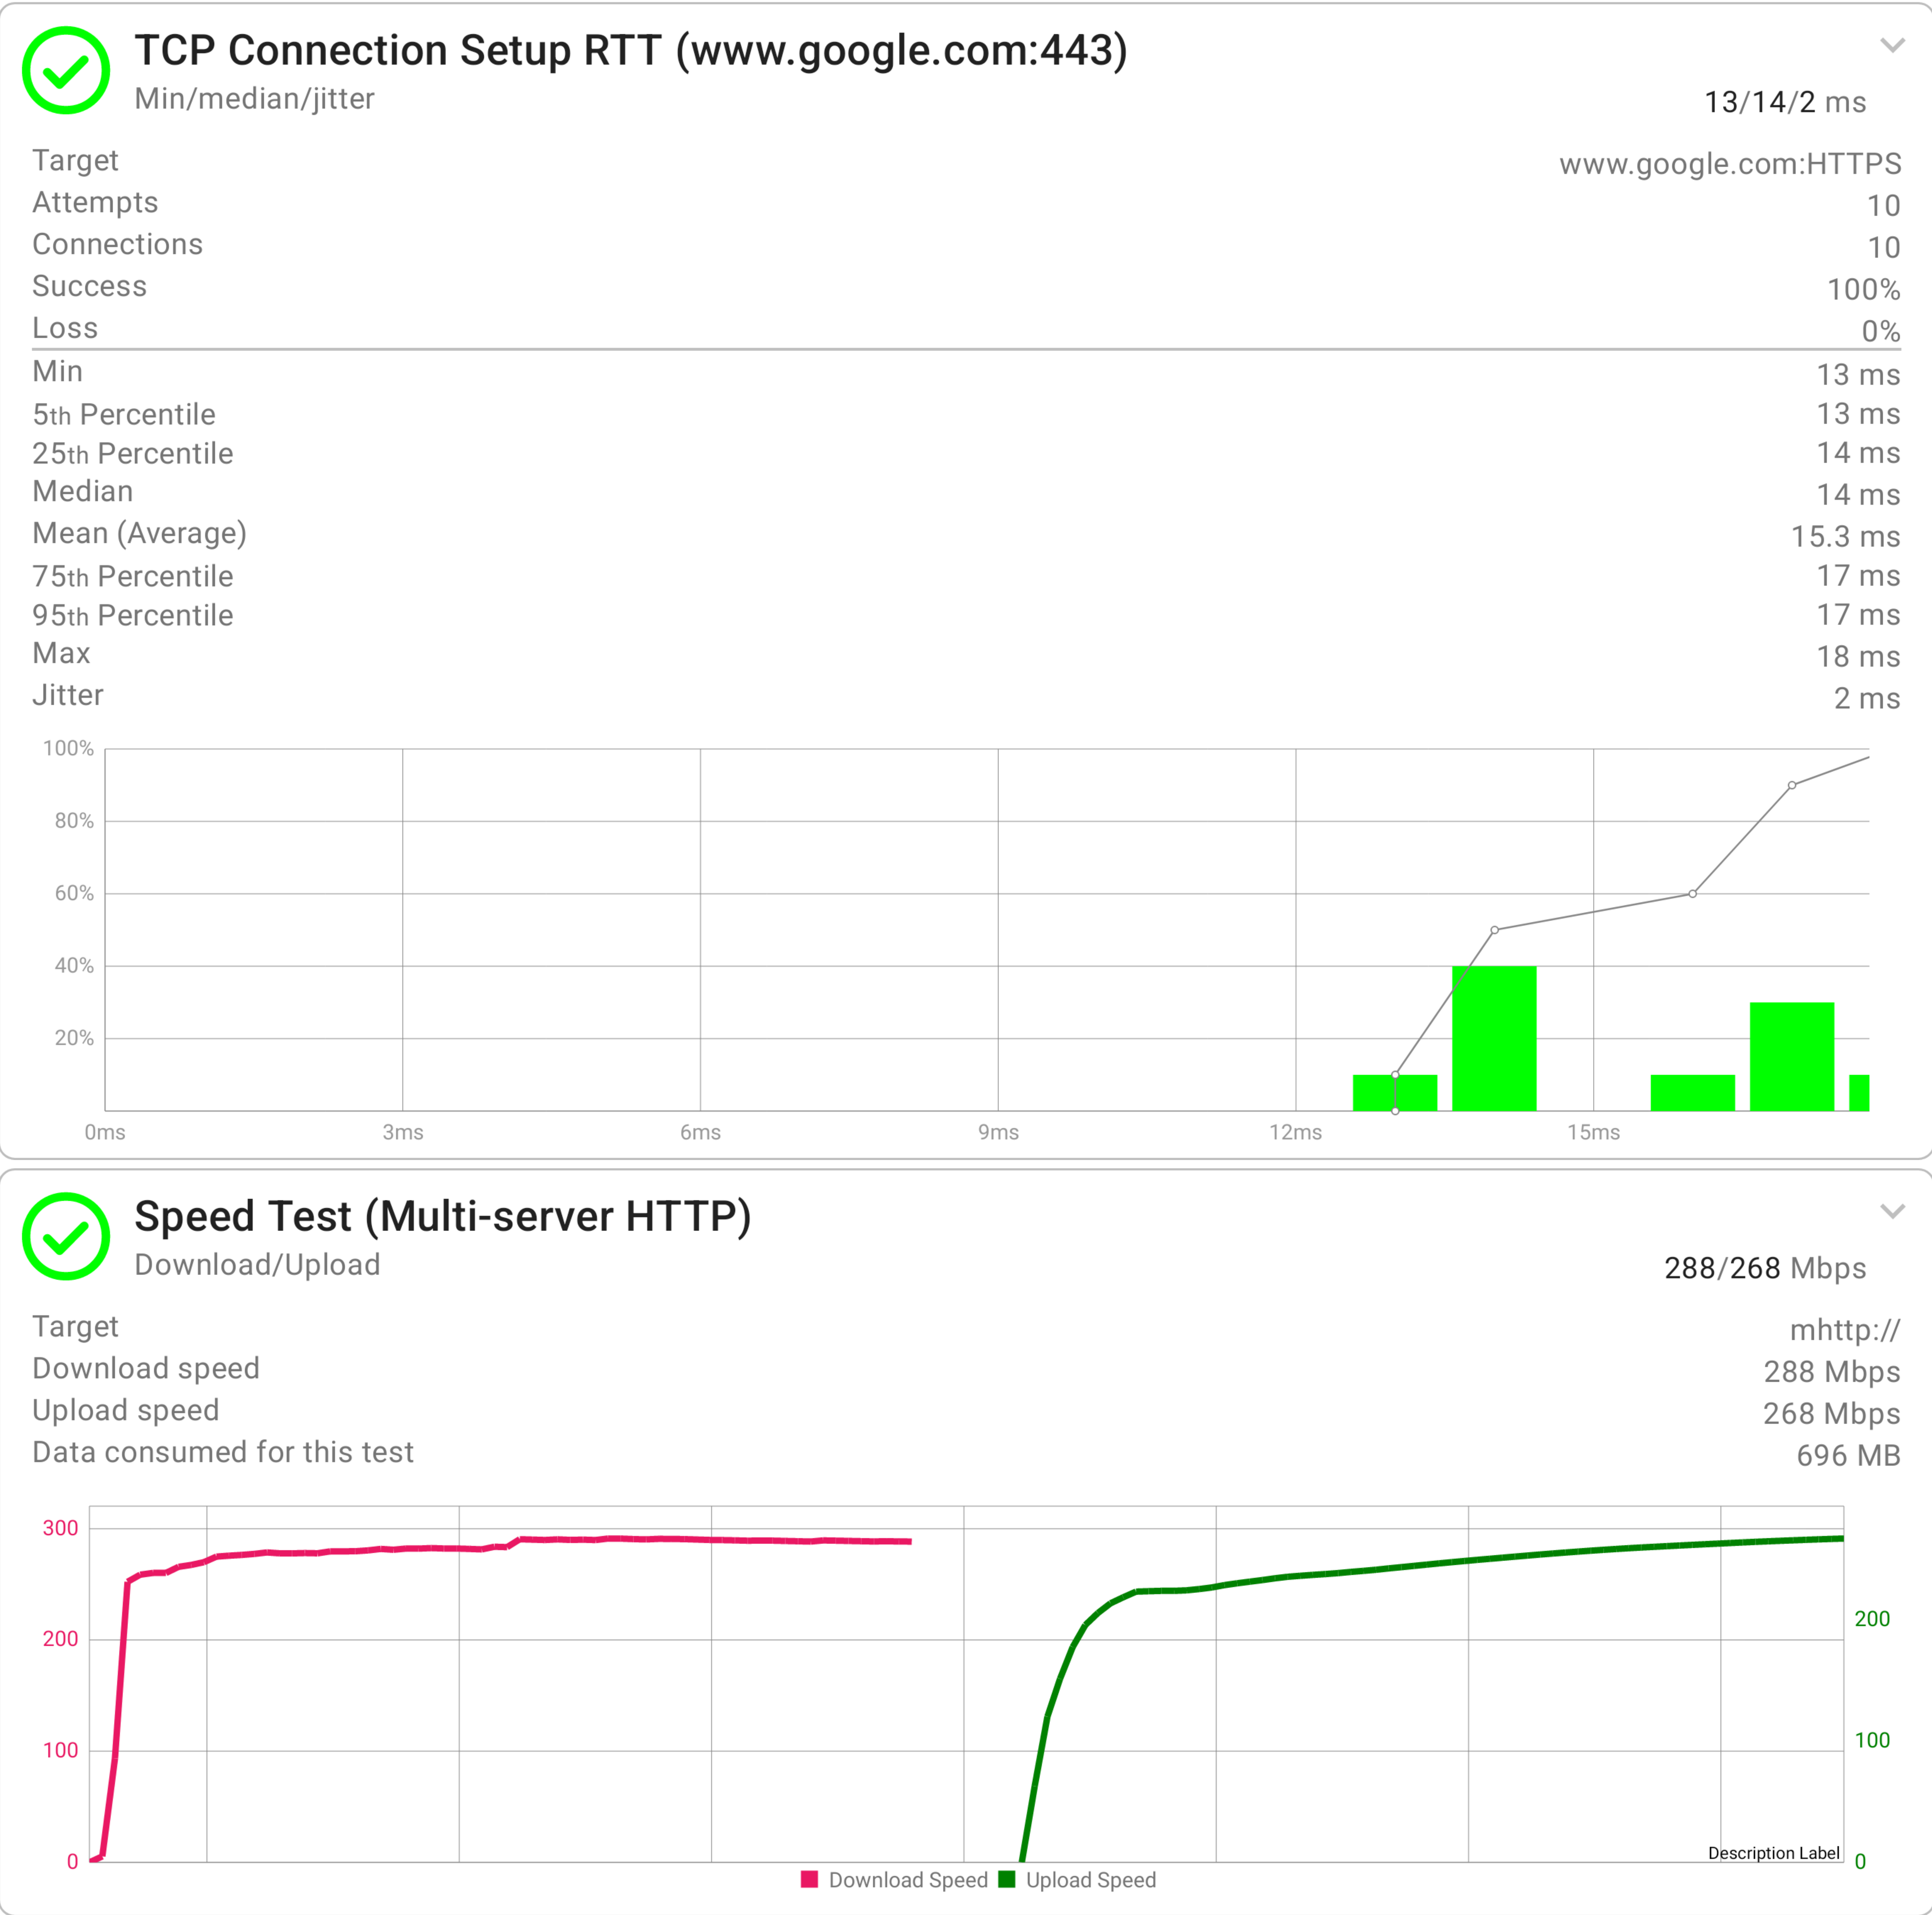 TCP Connection Setup RTT (www.google.com:443)
Min/median/jitter 13/14/2 ms
Target www.google.com:HTTPS
Attempts 10
Connections 10
Success 100%
Loss 0%
Min 13 ms
5th Percentile 13 ms
25th Percentile 14 ms
Median 14 ms
Mean (Average) 15.3 ms
75th Percentile 17 ms
95th Percentile 17 ms
Max 18 ms
Jitter 2 ms
100%
80%
60%
40%
20%
0ms 3ms 6ms 9ms 12ms 15ms
Speed Test (Multi-server HTTP)
Download/Upload 288/268 Mbps
Target mhttp://
Download speed 288 Mbps
Upload speed 268 Mbps
Data consumed for this test 696 MB
300
200 200
100 100
Description Label
0 0
Download Speed Upload Speed